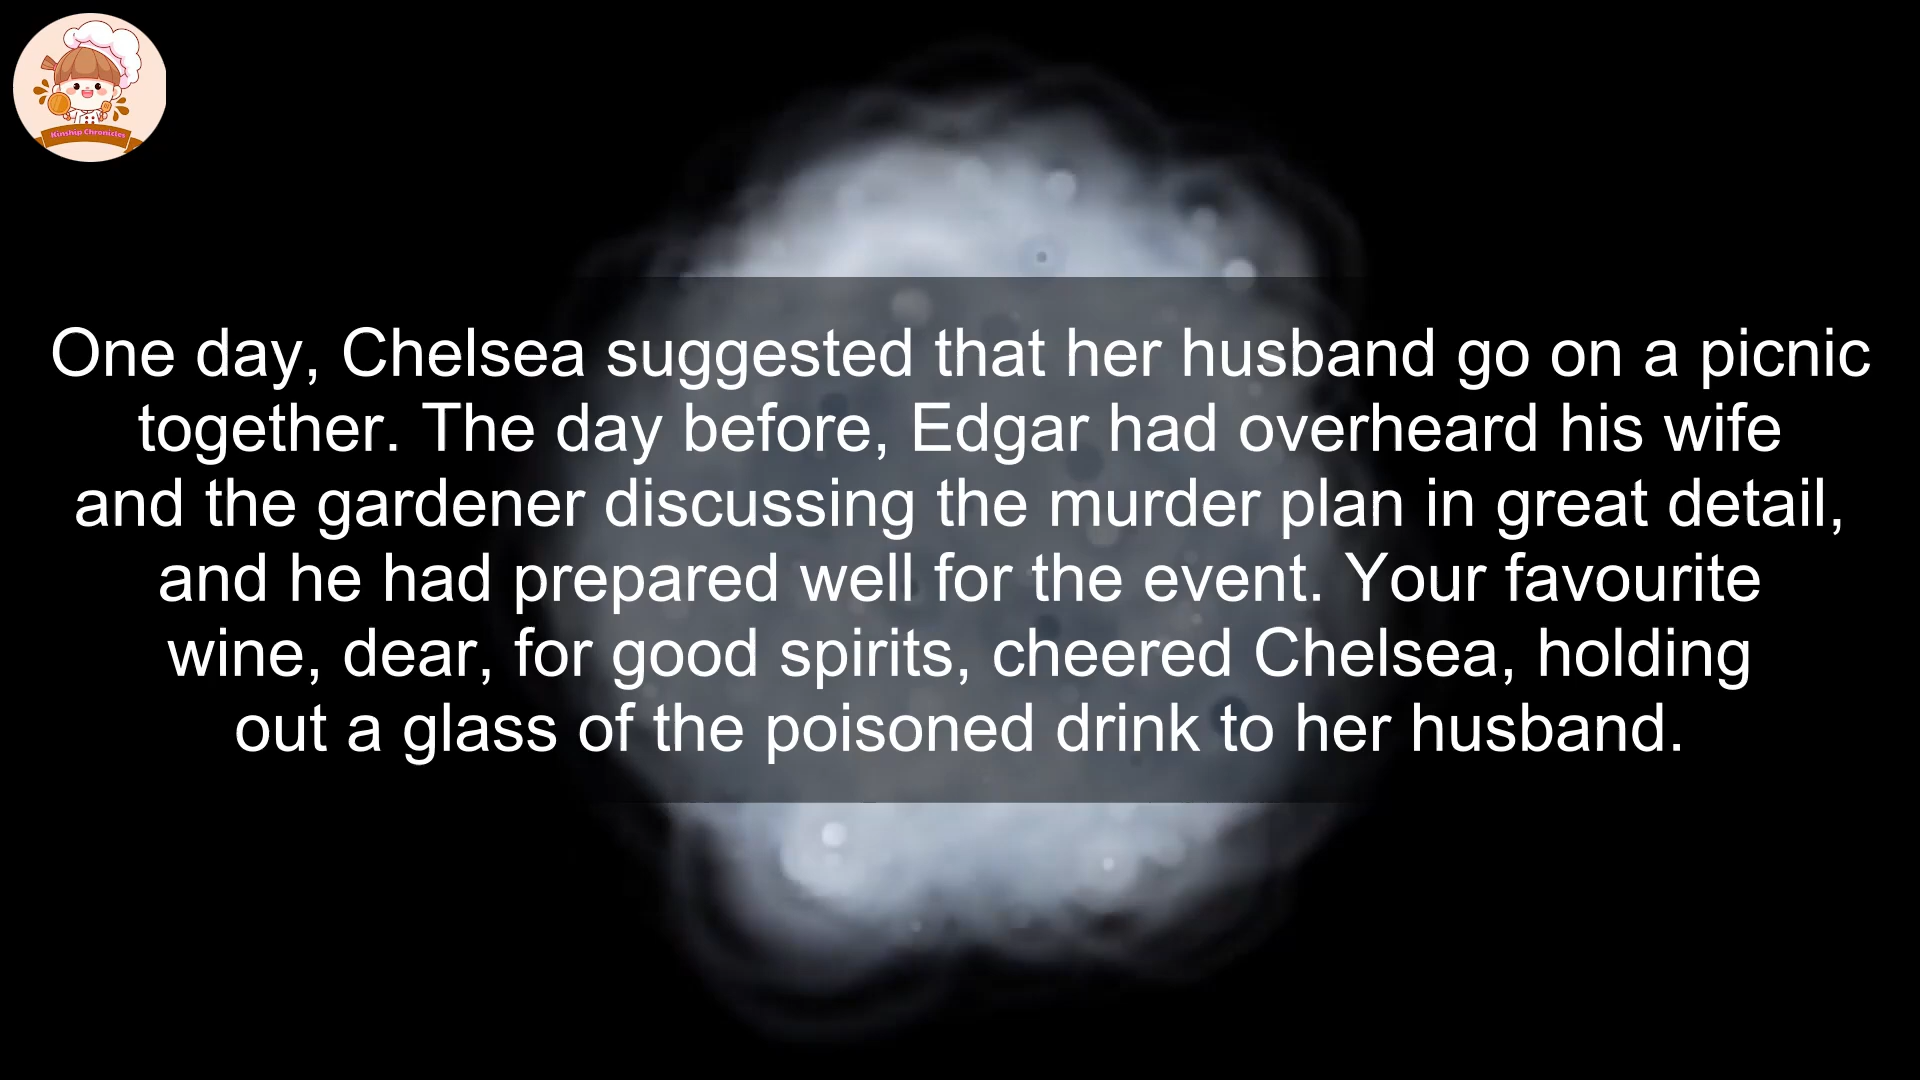 Kinship Chronicles
One day, Chelsea suggested that her husband go on a picnic
together. The day before, Edgar had overheard his wife
and the gardener discussing the murder plan in great detail,
and he had prepared well for the event. Your favourite
wine, dear, for good spirits, cheered Chelsea, holding
out a glass of the poisoned drink to her husband.